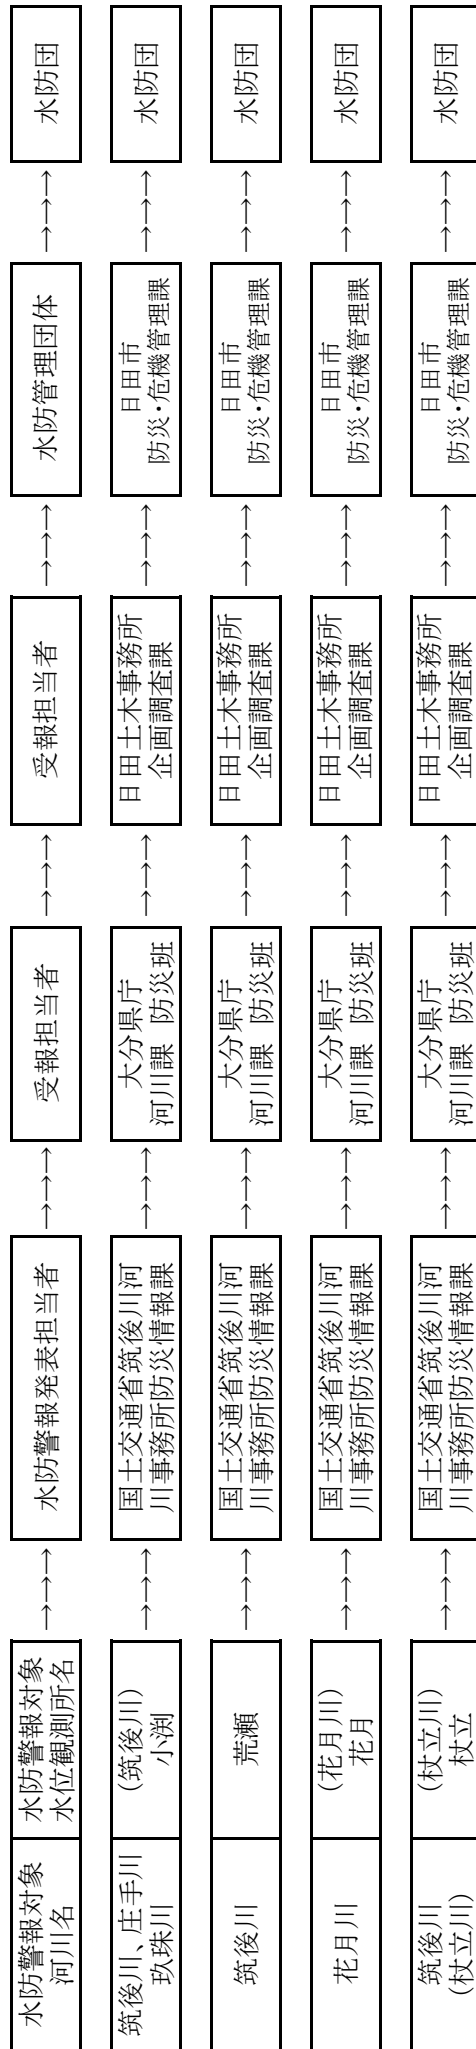 水防警報対象
河川名
水防警報対象
水位観測所名
→→→→
水防警報発表担当者
→→→→
受報担当者
→→→→
受報担当者
→→→→
水防管理団体
→→→→
水防団
筑後川、庄手川
玖珠川
(筑後川)
小渕
→→→→
国土交通省筑後川河
川事務所防災情報課
→→→→
大分県庁
河川課 防災班
→→→→
日田土木事務所
企画調査課
→→→→
日田市
防災・危機管理課
→→→→
水防団
筑後川
荒瀬
→→→→
国土交通省筑後川河
川事務所防災情報課
→→→→
大分県庁
河川課 防災班
→→→→
日田土木事務所
企画調査課
→→→→
日田市
防災・危機管理課
→→→→
水防団
花月川
(花月川)
花月
→→→→
国土交通省筑後川河
川事務所防災情報課
→→→→
大分県庁
河川課 防災班
→→→→
日田土木事務所
企画調査課
→→→→
日田市
防災・危機管理課
→→→→
水防団
筑後川
(杖立川)
(杖立川)
杖立
→→→→
国土交通省筑後川河
川事務所防災情報課
→→→→
大分県庁
河川課 防災班
→→→→
日田土木事務所
企画調査課
→→→→
日田市
防災・危機管理課
→→→→
水防団